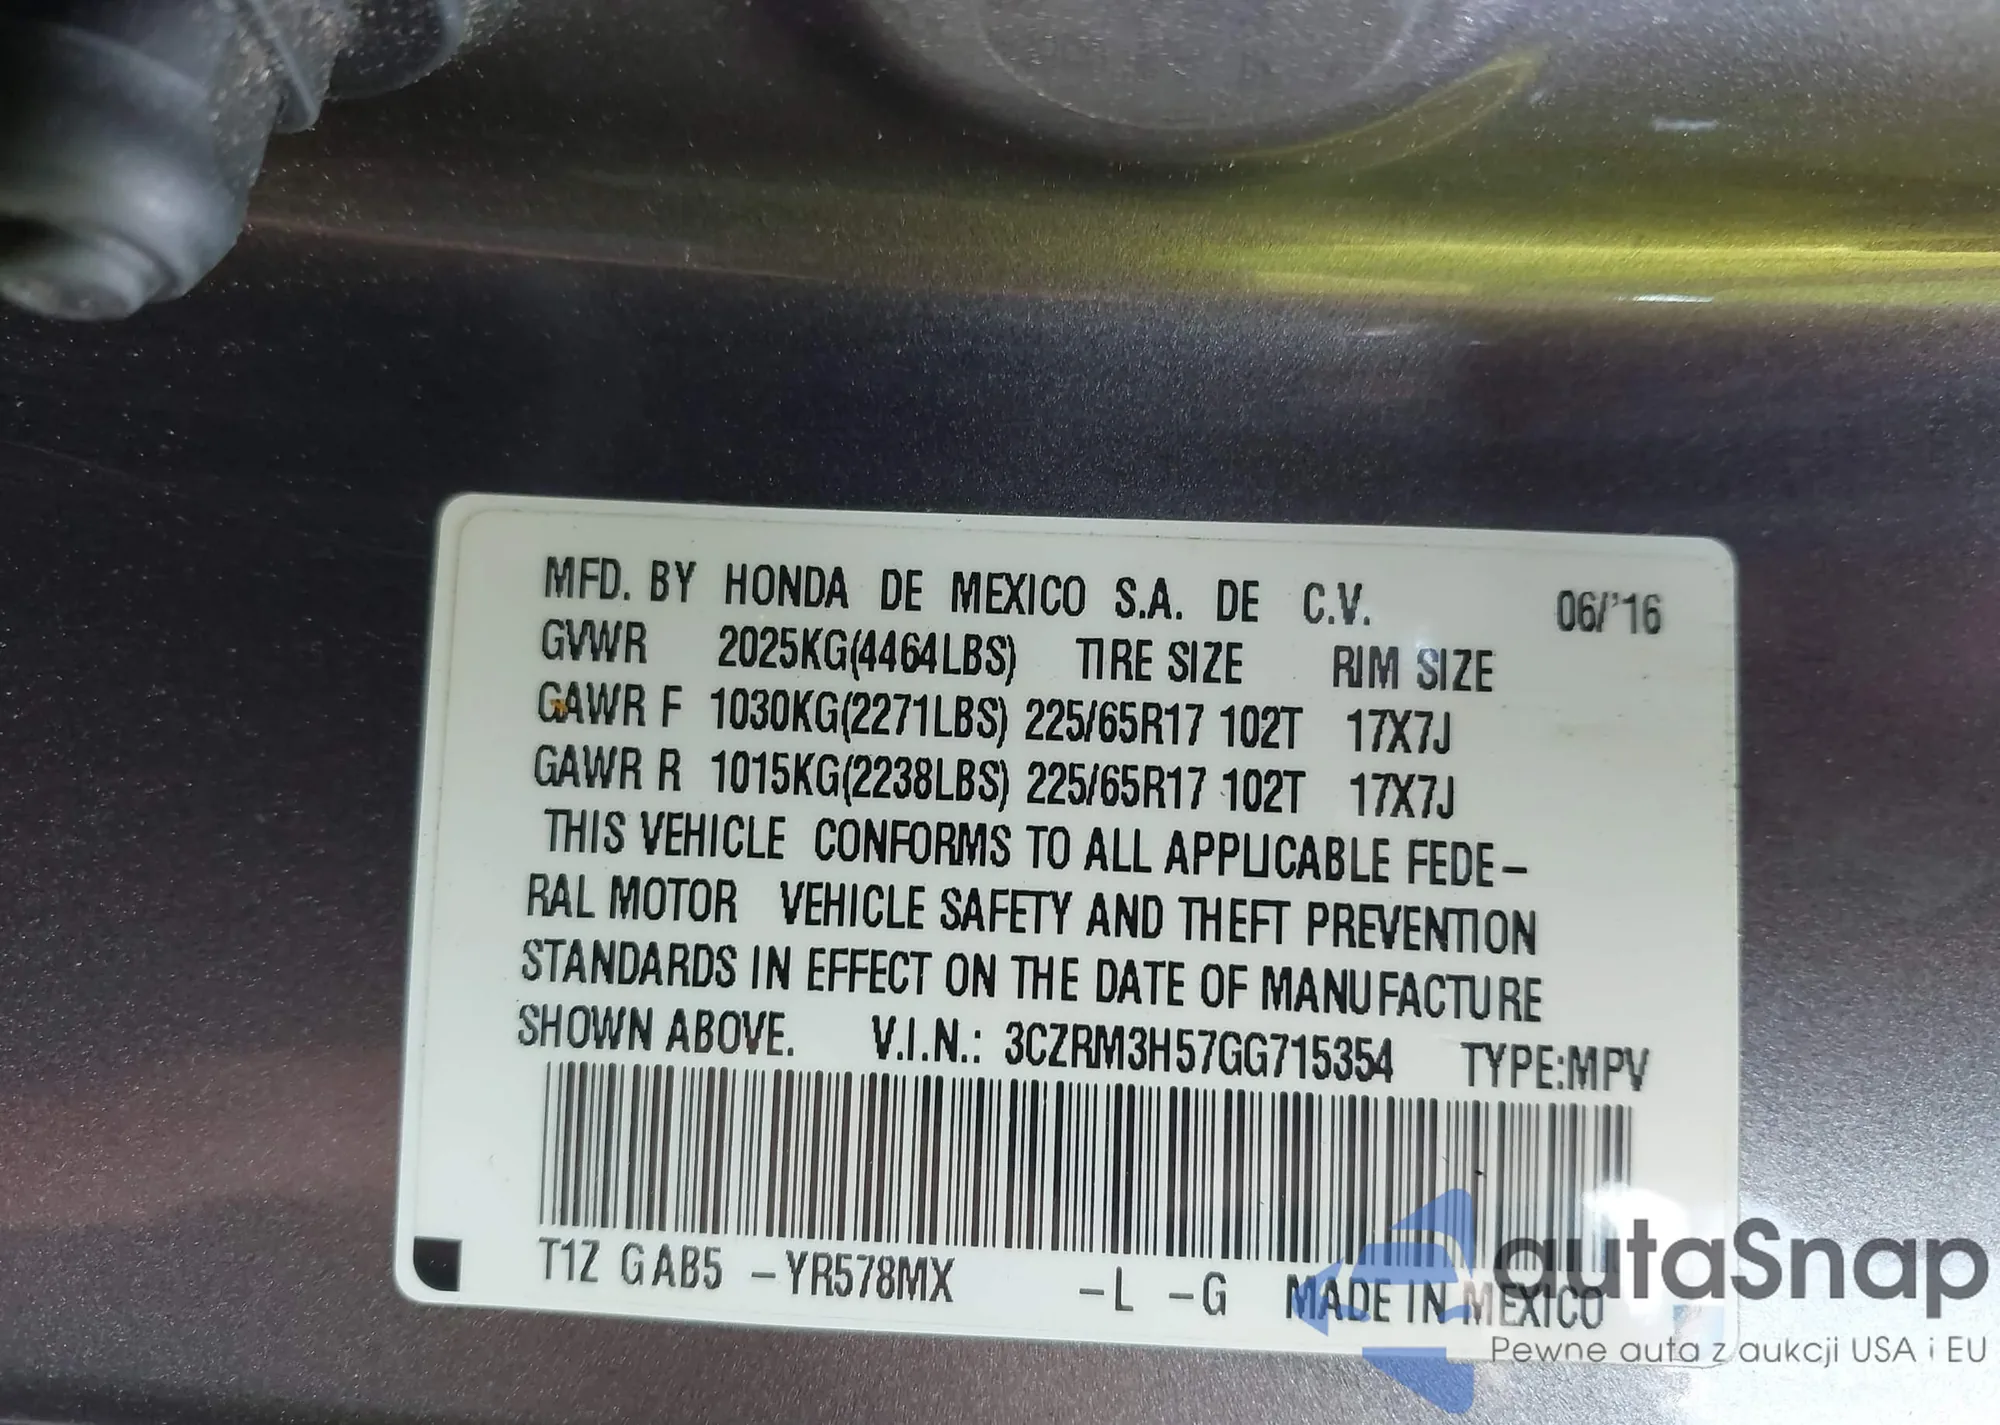 MFD. BY HONDA DE MEXICO S.A. DE C.V. 06/'16
GVWR 2025KG(4464LBS) TIRE SIZE RIM SIZE
GAWR F 1030KG(2271LBS) 225/65R17 102T 17X7J
GAWR R 1015KG(2238LBS) 225/65R17 102T 17X7J
THIS VEHICLE CONFORMS TO ALL APPLICABLE FEDE-
RAL MOTOR VEHICLE SAFETY AND THEFT PREVENTION
STANDARDS IN EFFECT ON THE DATE OF MANUFACTURE
SHOWN ABOVE. V.I.N.: 3CZRM3H57GG715354 TYPE:MPV
T1Z GAB5 -YR578MX -L -G MADE IN MEXICO
autaSnap
Pewne auta z aukcji USA i EU